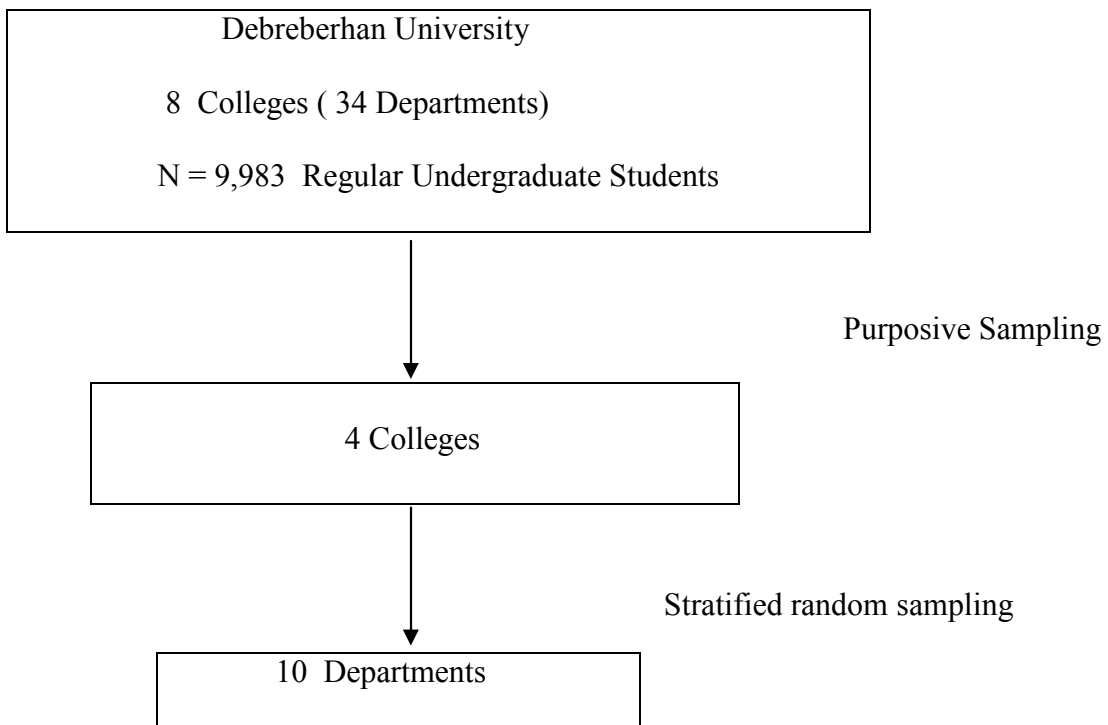 Debreberhan University
8 Colleges ( 34 Departments)
N = 9,983 Regular Undergraduate Students
Purposive Sampling
4 Colleges
Stratified random sampling
10 Departments